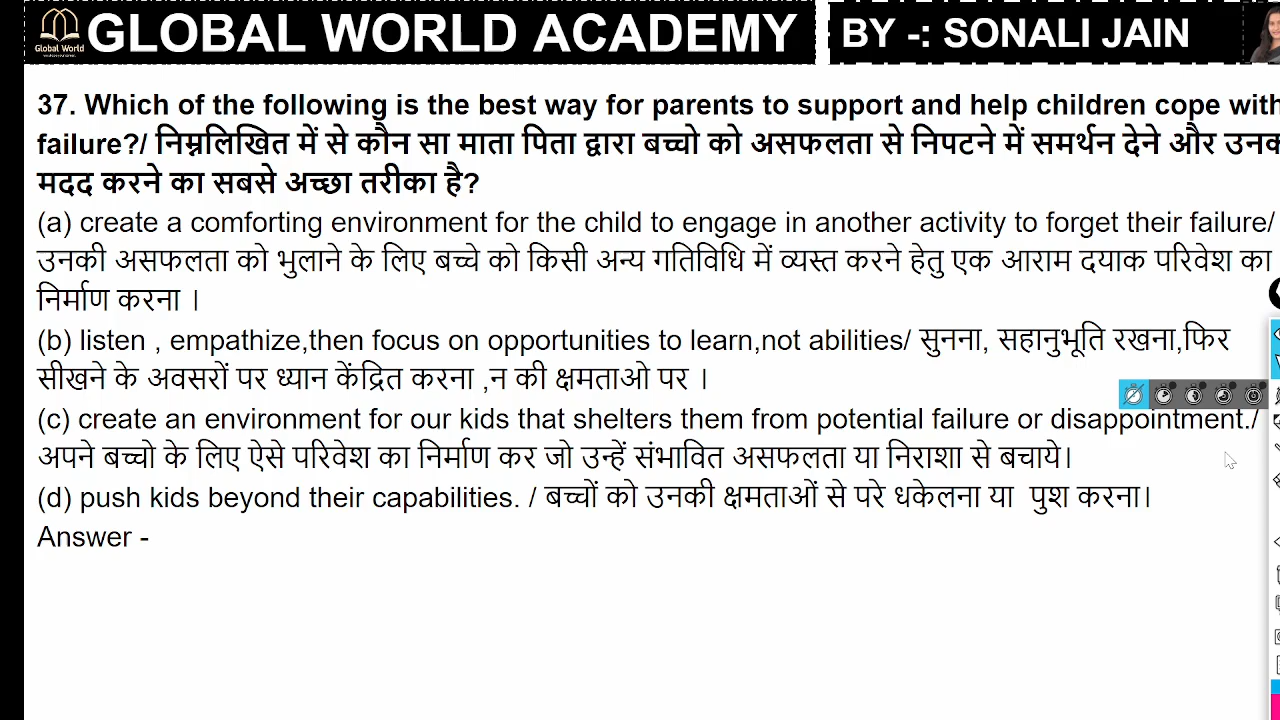 GLOBAL WORLD ACADEMY
BY -: SONALI JAIN
Global World
37. Which of the following is the best way for parents to support and help children cope with
failure?/ निम्नलिखित में से कौन सा माता पिता द्वारा बच्चो को असफलता से निपटने में समर्थन देने और
मदद करने का सबसे अच्छा तरीका है?
(a) create a comforting environment for the child to engage in another activity to forget their failure/
उनकी असफलता को भुलाने के लिए बच्चे को किसी अन्य गतिविधि में व्यस्त करने हेतु एक आराम दयाक परिवेश का
निर्माण करना ।
(b) listen , empathize,then focus on opportunities to learn,not abilities/ सुनना, सहानुभूति रखना,फिर
सीखने के अवसरों पर ध्यान केंद्रित करना ,न की क्षमताओ पर ।
(c) create an environment for our kids that shelters them from potential failure or disappointment./
अपने बच्चो के लिए ऐसे परिवेश का निर्माण कर जो उन्हें संभावित असफलता या निराशा से बचाये।
(d) push kids beyond their capabilities. / बच्चों को उनकी क्षमताओं से परे धकेलना या पुश करना।
Answer -